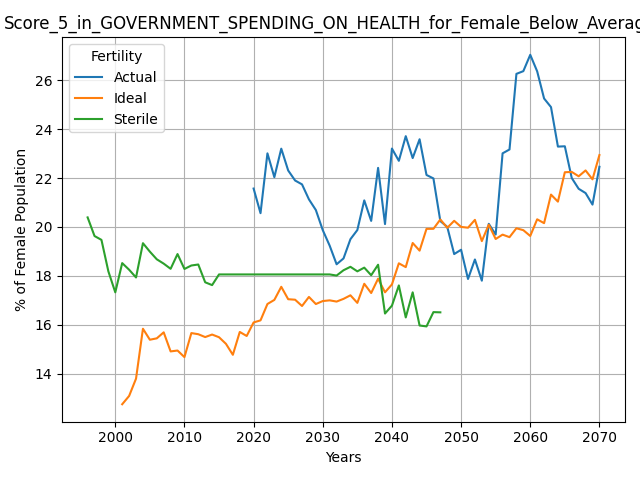 Score_5_in_GOVERNMENT_SPENDING_ON_HEALTH_for_Female_Below_Averag
Fertility
Actual
Ideal
Sterile
% of Female Population
26
24
22
20
18
16
14
2000 2010 2020 2030 2040 2050 2060 2070
Years